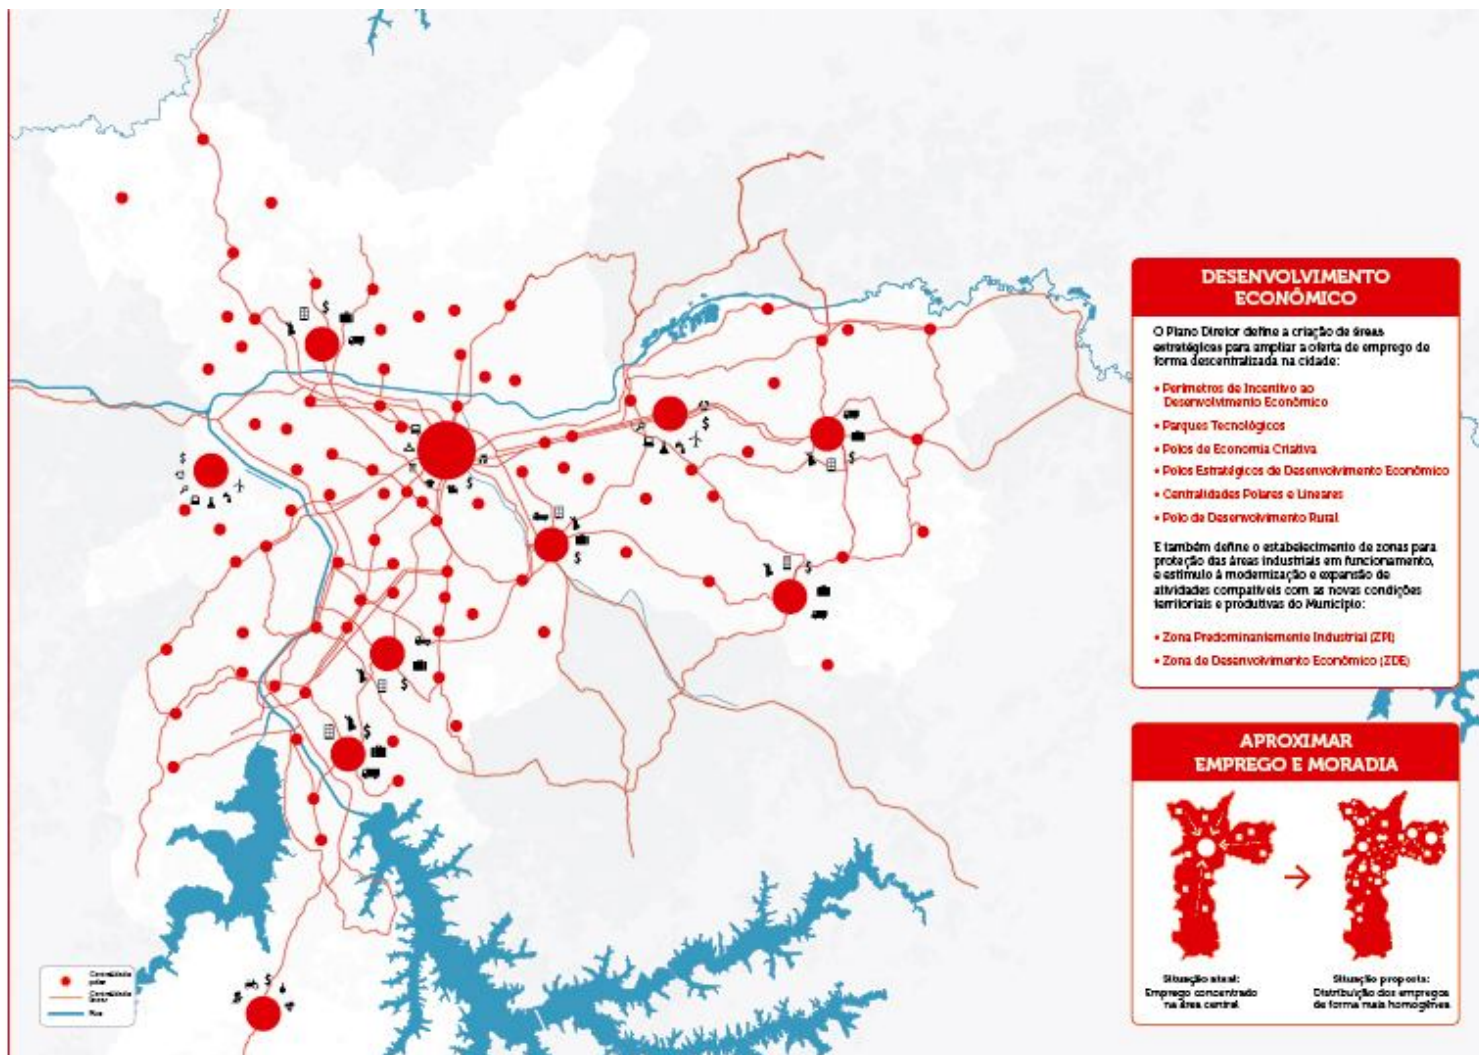 DESENVOLVIMENTO
ECONÔMICO
O Plano Diretor define a criação de áreas
estratégicas para ampliar a oferta de emprego de
forma descentralizada na cidade:
• Perímetros de Incentivo ao
Desenvolvimento Econômico
• Parques Tecnológicos
• Polos de Economia Criativa
• Polos Estratégicos de Desenvolvimento Econômico
• Centralidades Polares e Lineares
• Polo de Desenvolvimento Rural
E também define o estabelecimento de zonas para
proteção das áreas industriais em funcionamento,
e estímulo à modernização e expansão de
atividades compatíveis com as novas condições
territoriais e produtivas do Município:
• Zona Predominantemente Industrial (ZPI)
• Zona de Desenvolvimento Econômico (ZDE)
APROXIMAR
EMPREGO E MORADIA
Situação atual:
Emprego concentrado
na área central
Situação proposta:
Distribuição dos empregos
de forma mais homogênea
Centralidade
polar
Centralidade
linear
Rios